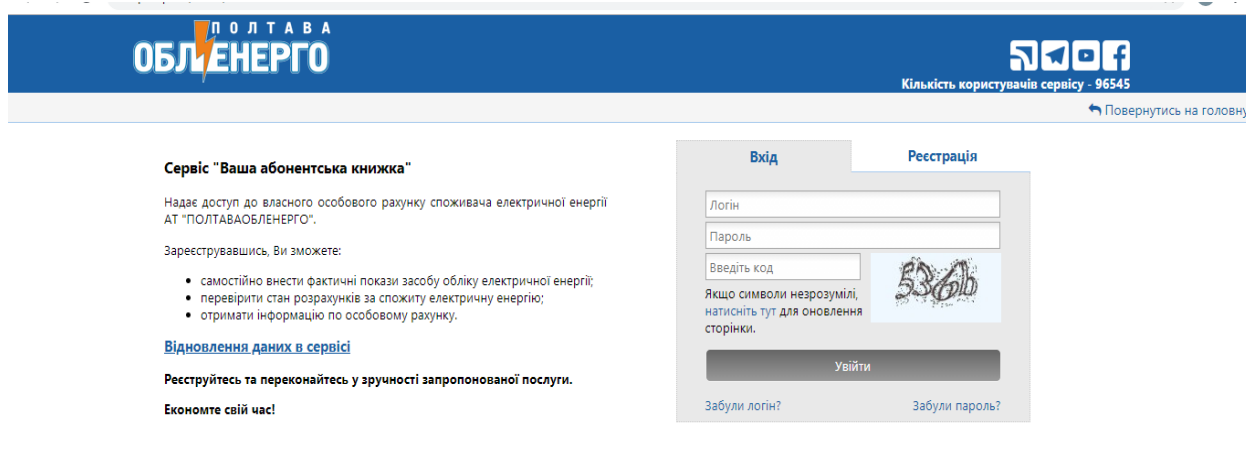 ПОЛТАВА
ОБЛЕНЕРГО
Кількість користувачів сервісу - 96545
Повернутись на головну
Сервіс "Ваша абонентська книжка"
Надає доступ до власного особового рахунку споживача електричної енергії
АТ "ПОЛТАВАОБЛЕНЕРГО".
Зареєструвавшись, Ви зможете:
самостійно внести фактичні покази засобу обліку електричної енергії;
перевірити стан розрахунків за спожиту електричну енергію;
отримати інформацію по особовому рахунку.
Відновлення даних в сервісі
Реєструйтесь та переконайтесь у зручності запропонованої послуги.
Економте свій час!
Вхід Реєстрація
Логін
Пароль
Введіть код
Якщо символи незрозумілі,
натисніть тут для оновлення
сторінки.
Увійти
Забули логін? Забули пароль?